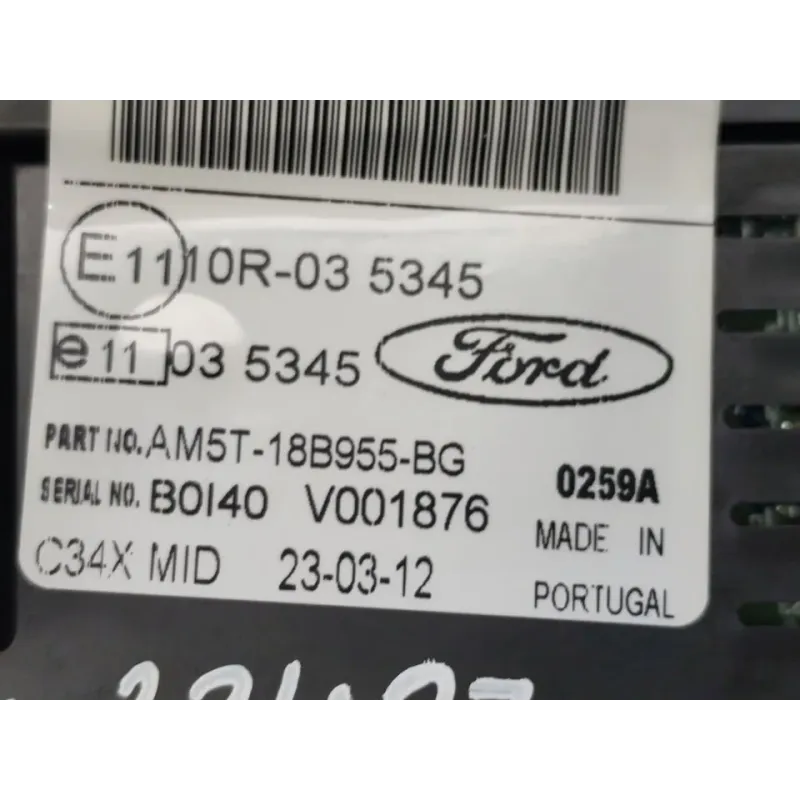 E11 10R-03 5345
e11 03 5345
Ford
PART NO. AM5T-18B955-BG
SERIAL NO. BOI40 V001876
0259A
C34X MID 23-03-12
MADE IN
PORTUGAL